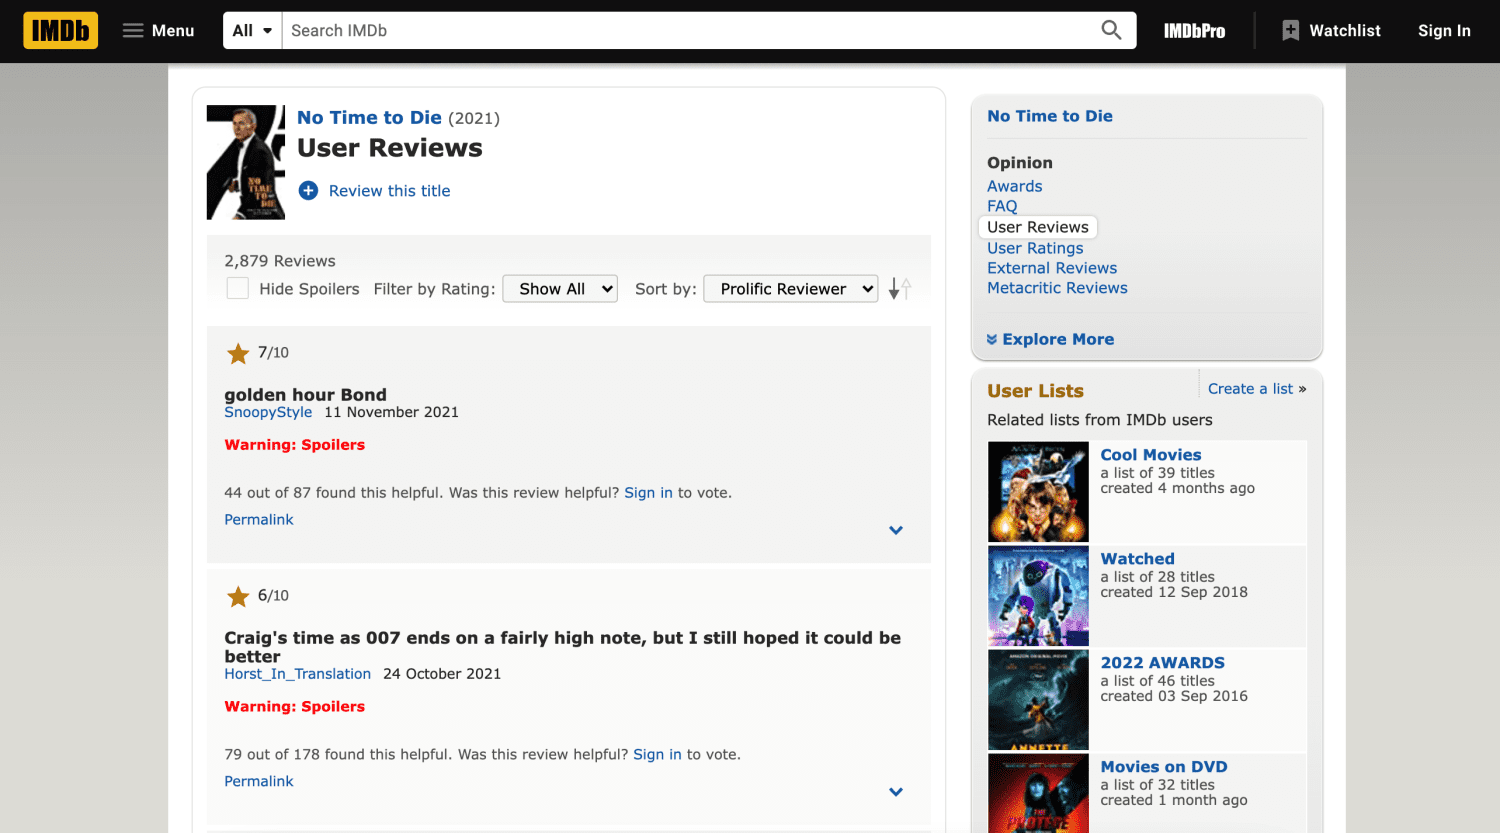 IMDb
Menu
All
Search IMDb
IMDbPro
Watchlist
Sign In
No Time to Die (2021)
User Reviews
Review this title
NO
TIME
TO
DIE
2,879 Reviews
Hide Spoilers Filter by Rating: Show All Sort by: Prolific Reviewer
7/10
golden hour Bond
SnoopyStyle 11 November 2021
Warning: Spoilers
44 out of 87 found this helpful. Was this review helpful? Sign in to vote.
Permalink
6/10
Craig's time as 007 ends on a fairly high note, but I still hoped it could be
better
Horst_In_Translation 24 October 2021
Warning: Spoilers
79 out of 178 found this helpful. Was this review helpful? Sign in to vote.
Permalink
No Time to Die
Opinion
Awards
FAQ
User Reviews
User Ratings
External Reviews
Metacritic Reviews
Explore More
User Lists
Create a list »
Related lists from IMDb users
Cool Movies
a list of 39 titles
created 4 months ago
Watched
a list of 28 titles
created 12 Sep 2018
2022 AWARDS
a list of 46 titles
created 03 Sep 2016
ANNETTE
Movies on DVD
a list of 32 titles
created 1 month ago
THE
PROTÉGÉ